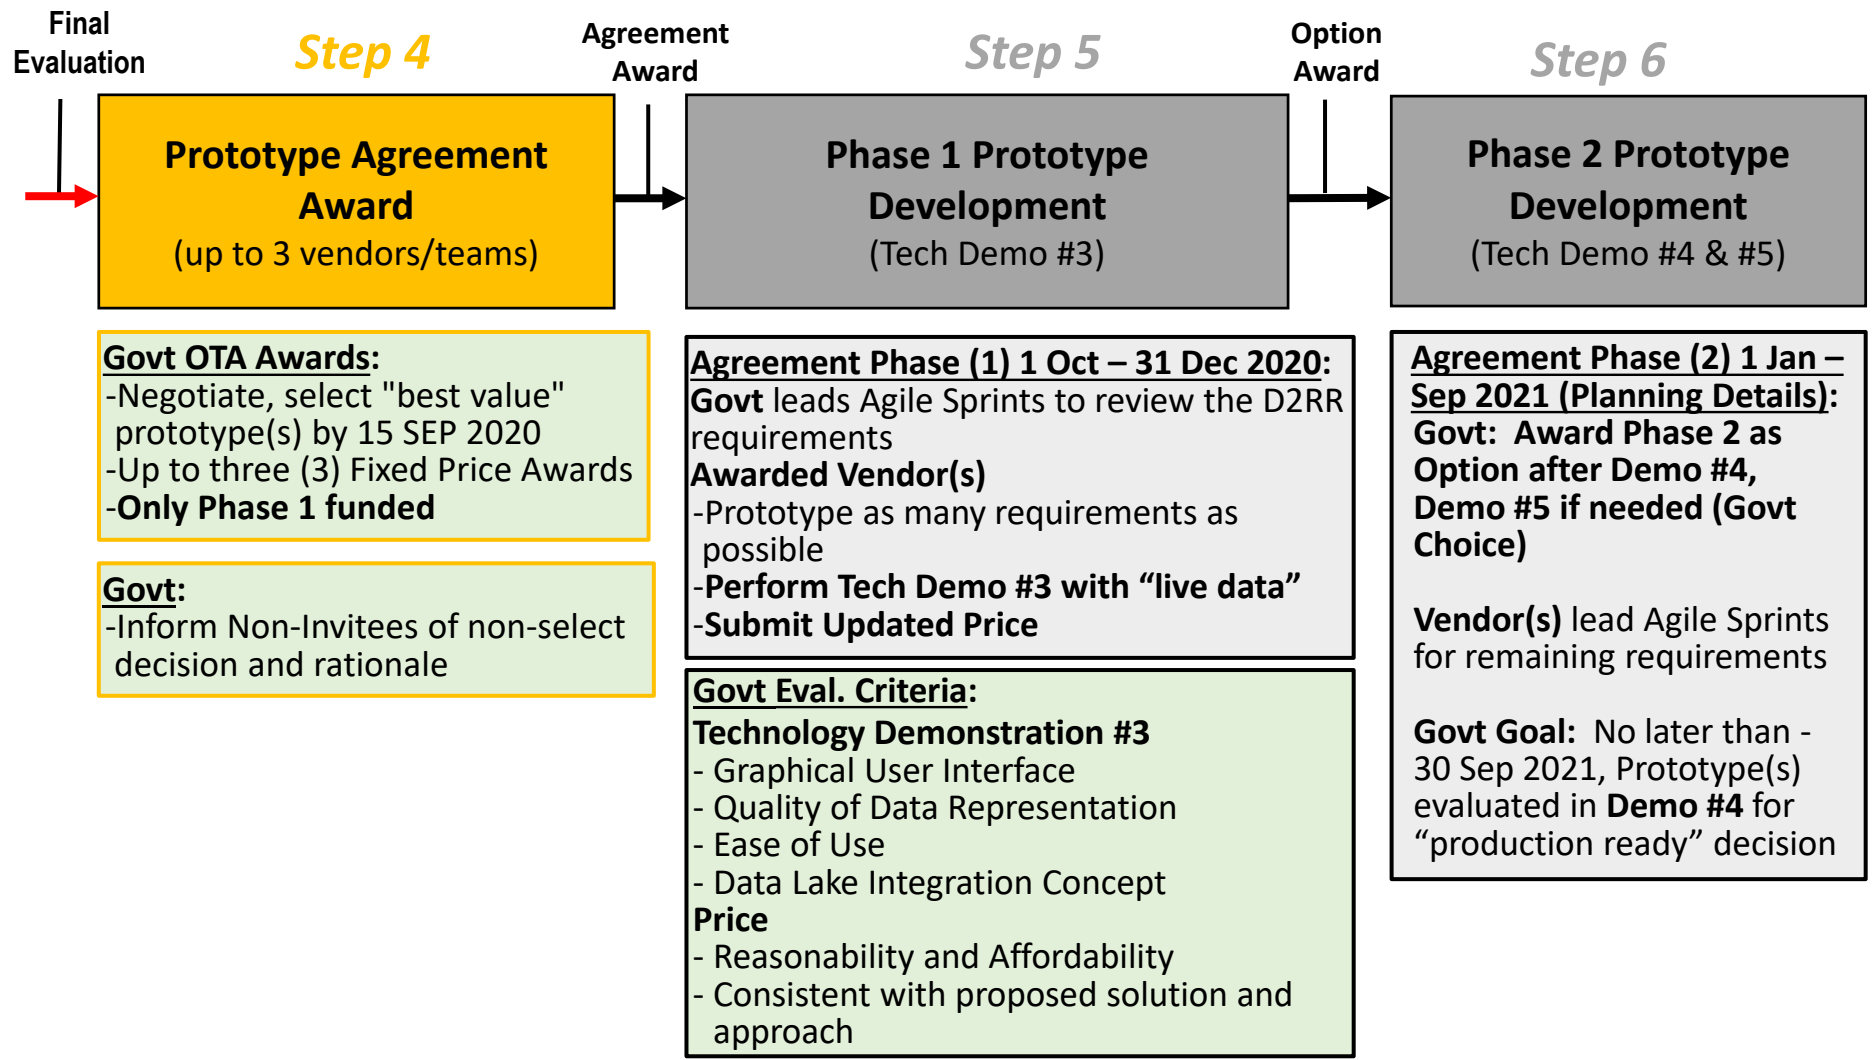 Final
Evaluation
Step 4
Agreement
Award
Step 5
Option
Award
Step 6
Prototype Agreement
Award
(up to 3 vendors/teams)
Phase 1 Prototype
Development
(Tech Demo #3)
Phase 2 Prototype
Development
(Tech Demo #4 & #5)
Govt OTA Awards:
-Negotiate, select "best value"
prototype(s) by 15 SEP 2020
-Up to three (3) Fixed Price Awards
-Only Phase 1 funded
Govt:
-Inform Non-Invitees of non-select
decision and rationale
Agreement Phase (1) 1 Oct – 31 Dec 2020:
Govt leads Agile Sprints to review the D2RR
requirements
Awarded Vendor(s)
-Prototype as many requirements as
possible
-Perform Tech Demo #3 with “live data”
-Submit Updated Price
Govt Eval. Criteria:
Technology Demonstration #3
- Graphical User Interface
- Quality of Data Representation
- Ease of Use
- Data Lake Integration Concept
Price
- Reasonability and Affordability
- Consistent with proposed solution and
approach
Agreement Phase (2) 1 Jan –
Sep 2021 (Planning Details):
Govt: Award Phase 2 as
Option after Demo #4,
Demo #5 if needed (Govt
Choice)
Vendor(s) lead Agile Sprints
for remaining requirements
Govt Goal: No later than -
30 Sep 2021, Prototype(s)
evaluated in Demo #4 for
“production ready” decision